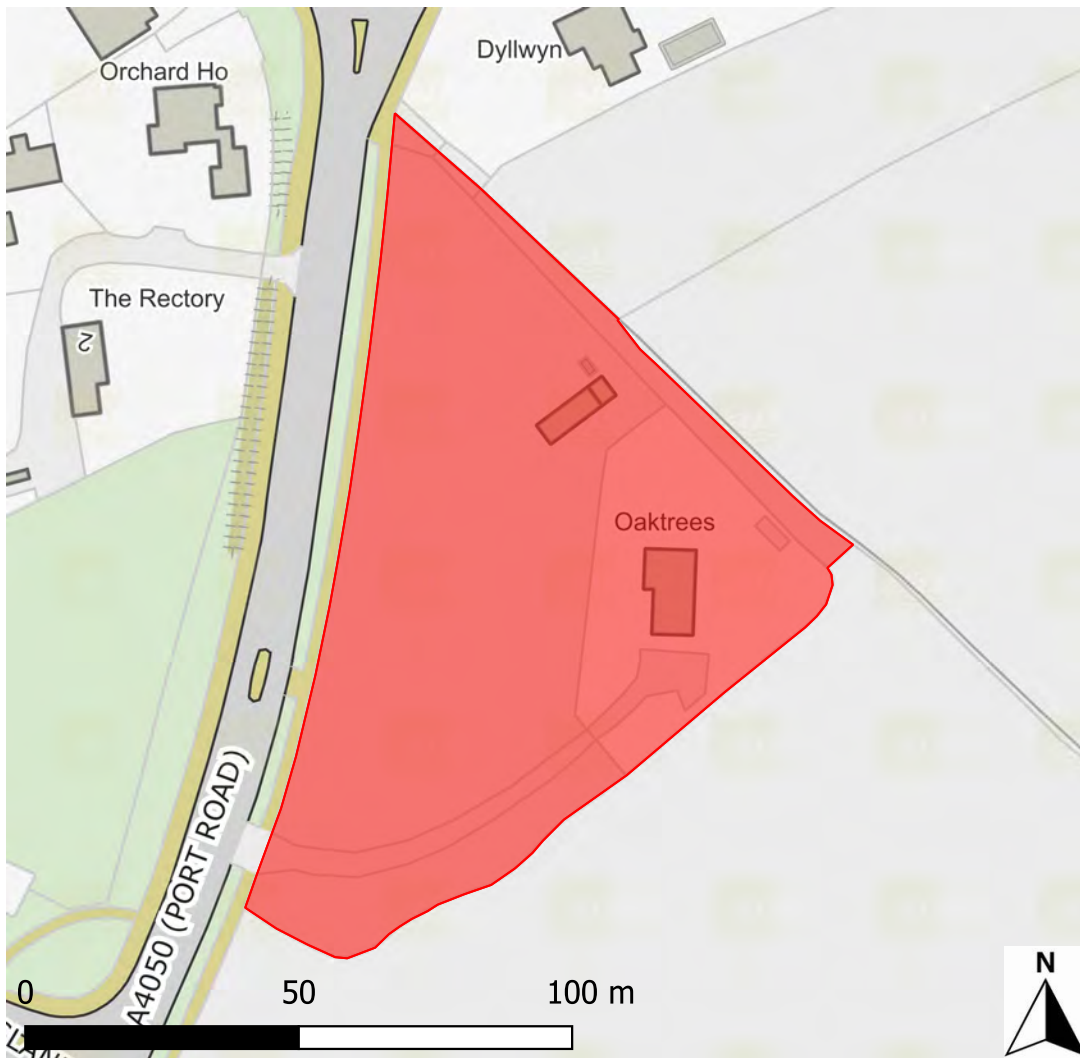 Dyllwyn
Orchard Ho
The Rectory
2
Oaktrees
A4050 (PORT ROAD)
0 50 100 m
N